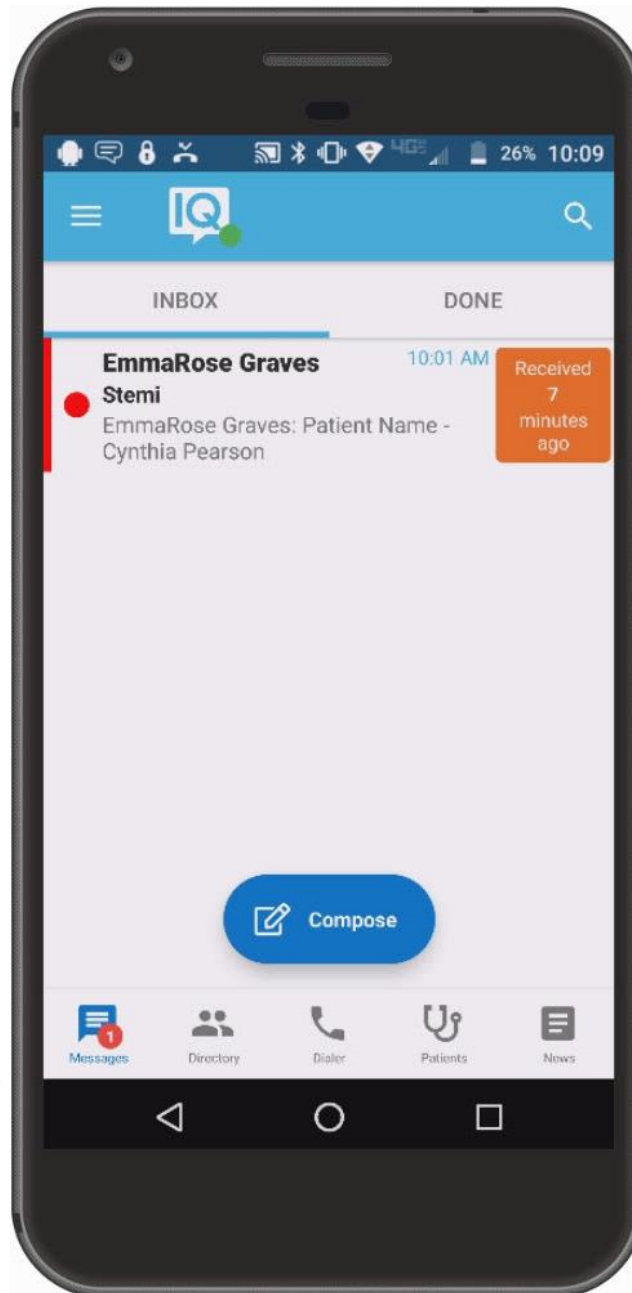 4G 26% 10:09
IQ
INBOX DONE
EmmaRose Graves 10:01 AM
Stemi
EmmaRose Graves: Patient Name -
Cynthia Pearson
Received
7
minutes
ago
Compose
1
Messages Directory Dialer Patients News